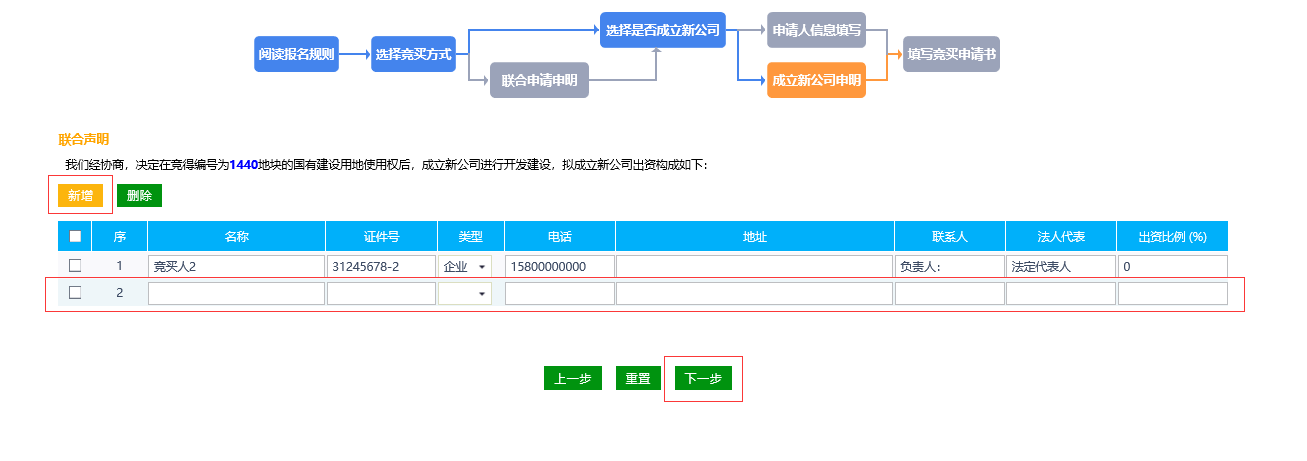 阅读报名规则
选择竞买方式
选择是否成立新公司
联合申请申明
申请人信息填写
成立新公司申明
填写竞买申请书
联合声明
我们经协商，决定在竞得编号为1440地块的国有建设用地使用权后，成立新公司进行开发建设，拟成立新公司出资构成如下：
新增 删除
序 名称 证件号 类型 电话 地址 联系人 法人代表 出资比例 (%)
1 竞买人2 31245678-2 企业 15800000000 负责人： 法定代表人 0
2
上一步 重置 下一步